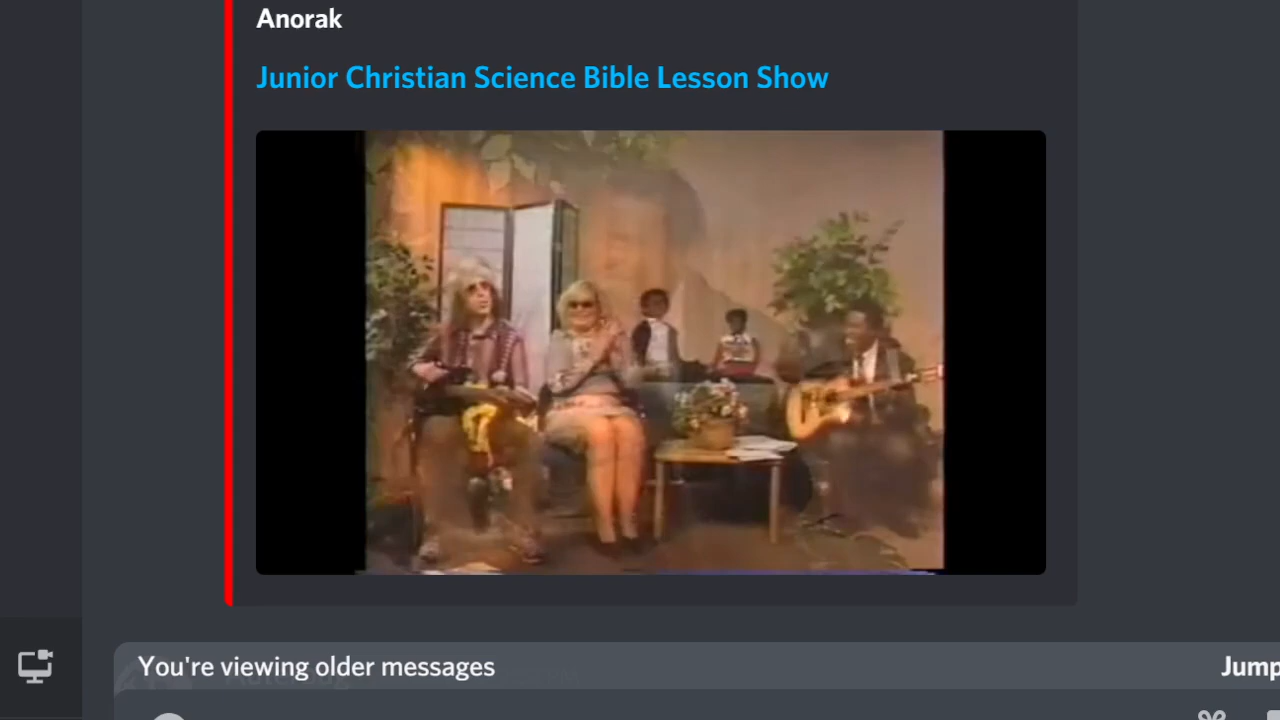 Anorak
Junior Christian Science Bible Lesson Show
You're viewing older messages
Jump